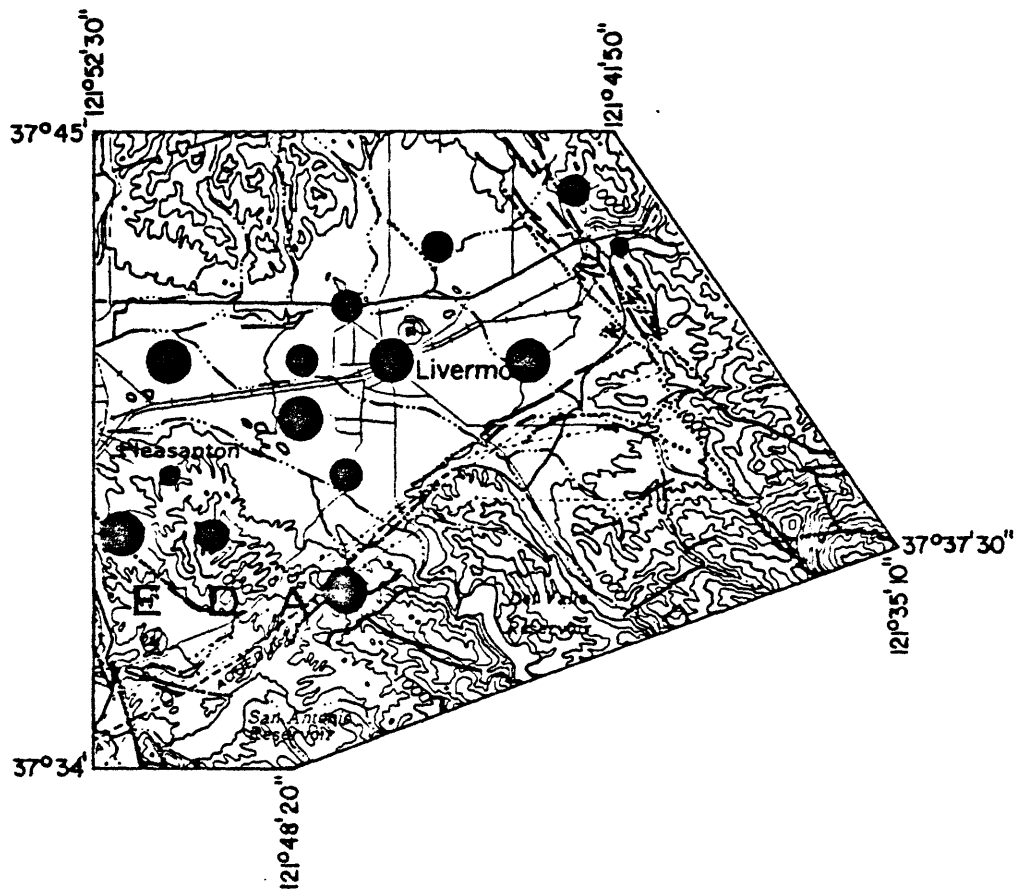 121°52'30"
121°41'50"
37°45'
Livermo
Pleasanton
37°37'30"
E D A
121°35'10"
Reservoir
San Antonio
Reservoir
37°34'
121°48'20"